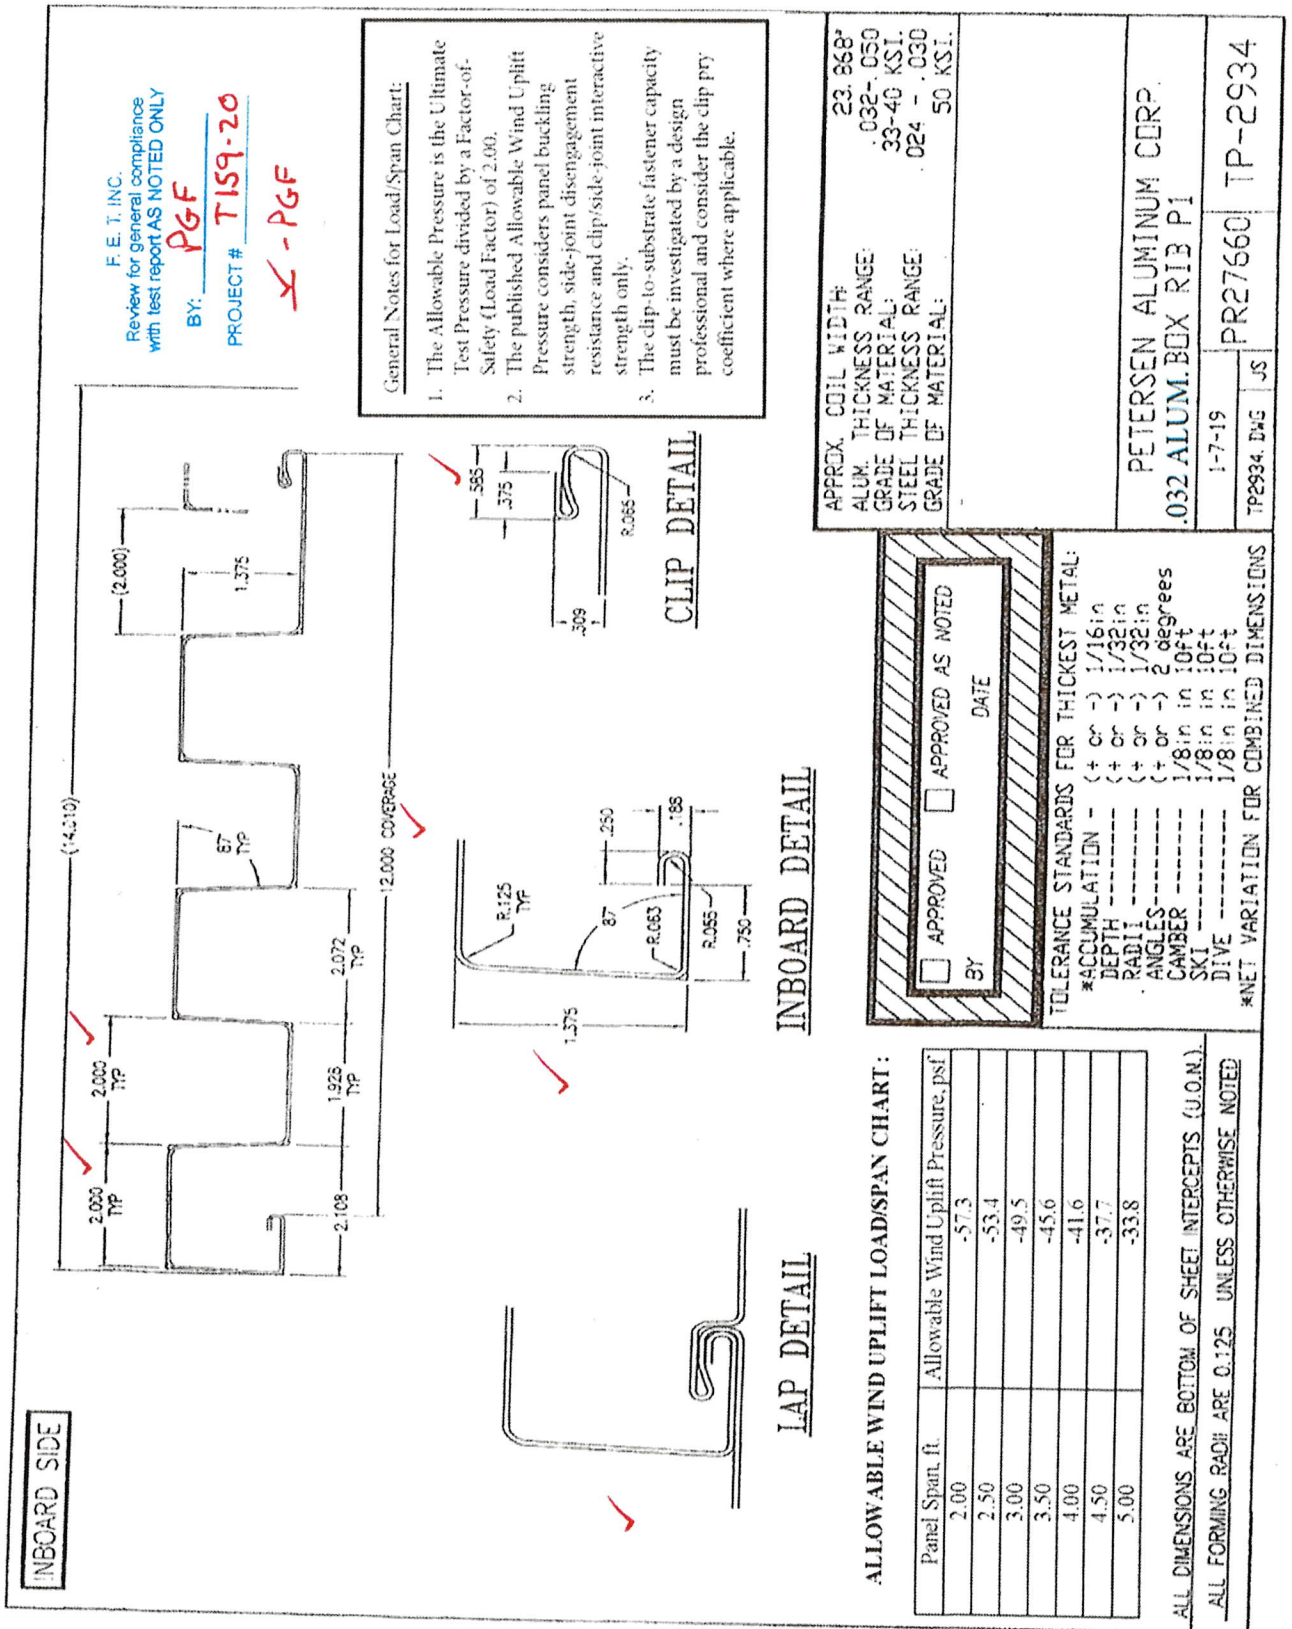 INBOARD SIDE
F. E. T. INC.
Review for general compliance
with test report AS NOTED ONLY
BY: PGF
PROJECT # T159-20
✓ - PGF
(14.010)
2.000
TYP
2.000
TYP
(2.000)
1.375
87
TYP
2.108
1.928
TYP
2.072
TYP
12.000 COVERAGE
General Notes for Load/Span Chart:
1. The Allowable Pressure is the Ultimate
Test Pressure divided by a Factor-of-
Safety (Load Factor) of 2.00.
2. The published Allowable Wind Uplift
Pressure considers panel buckling
strength, side-joint disengagement
resistance and clip/side-joint interactive
strength only.
3. The clip-to-substrate fastener capacity
must be investigated by a design
professional and consider the clip pry
coefficient where applicable.
LAP DETAIL
1.375
R.125
TYP
87
R.063
R.055
.750
.250
.188
INBOARD DETAIL
.585
.375
.309
R.065
CLIP DETAIL
ALLOWABLE WIND UPLIFT LOAD/SPAN CHART:
Panel Span, ft. Allowable Wind Uplift Pressure, psf
2.00 -57.3
2.50 -53.4
3.00 -49.5
3.50 -45.6
4.00 -41.6
4.50 -37.7
5.00 -33.8
ALL DIMENSIONS ARE BOTTOM OF SHEET INTERCEPTS (U.O.N.).
ALL FORMING RADII ARE 0.125 UNLESS OTHERWISE NOTED
APPROVED APPROVED AS NOTED
BY DATE
TOLERANCE STANDARDS FOR THICKEST METAL:
*ACCUMULATION - (+ or -) 1/16in
DEPTH -------- (+ or -) 1/32in
RADII -------- (+ or -) 1/32in
ANGLES-------- (+ or -) 2 degrees
CAMBER ------- 1/8in in 10ft
SKI ---------- 1/8in in 10ft
DIVE --------- 1/8in in 10ft
*NET VARIATION FOR COMBINED DIMENSIONS
APPROX. COIL WIDTH: 23.868"
ALUM. THICKNESS RANGE: .032-.050
GRADE OF MATERIAL: 33-40 KSI.
STEEL THICKNESS RANGE: .024 - .030
GRADE OF MATERIAL: 50 KSI.
PETERSEN ALUMINUM CORP.
.032 ALUM. BOX RIB P1
1-7-19 PR27660 TP-2934
TP2934.DWG JS